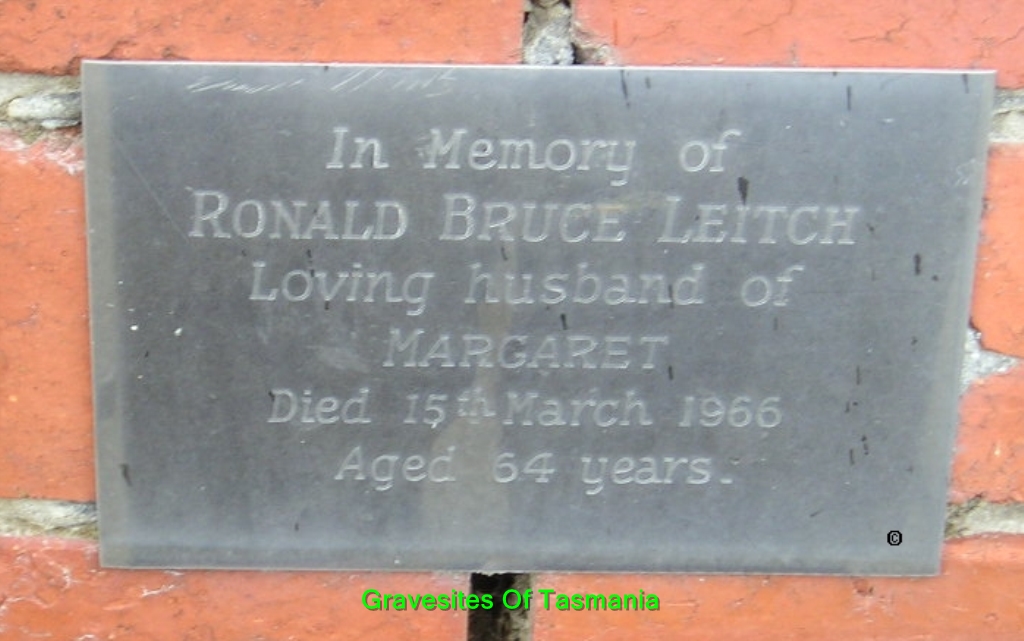 In Memory of
RONALD BRUCE LEITCH
Loving husband of
MARGARET
Died 15th March 1966
Aged 64 years.
©
Gravesites Of Tasmania